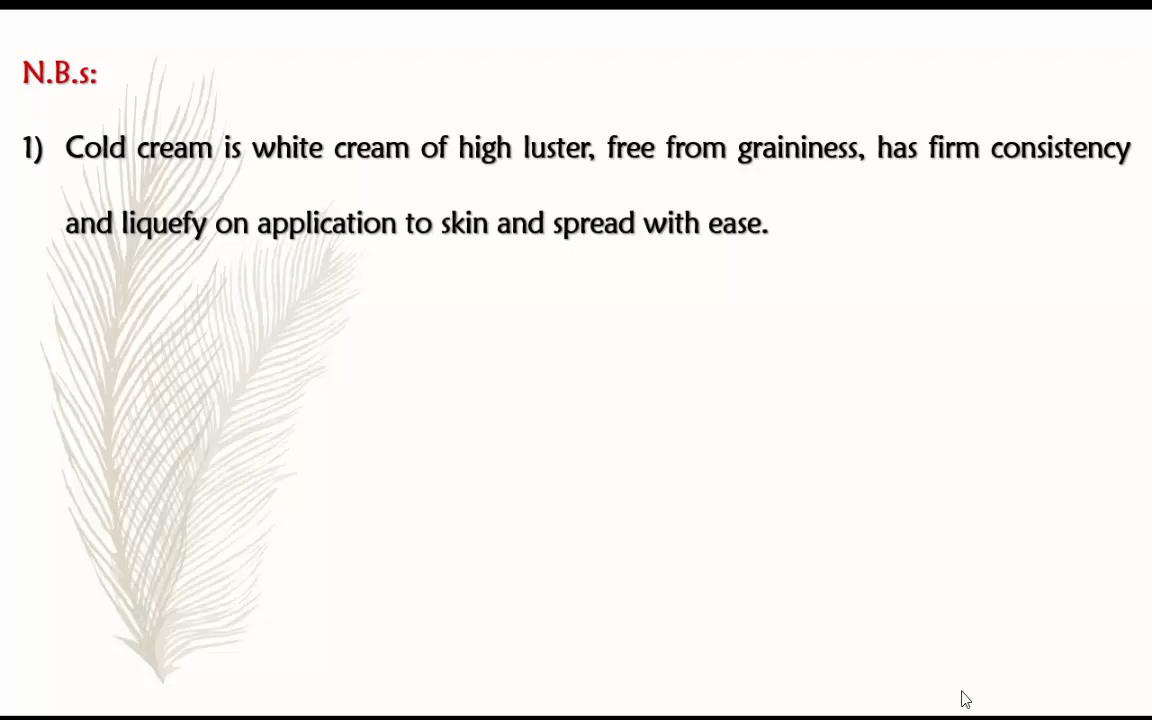 N.B.s:
1) Cold cream is white cream of high luster, free from graininess, has firm consistency
and liquefy on application to skin and spread with ease.